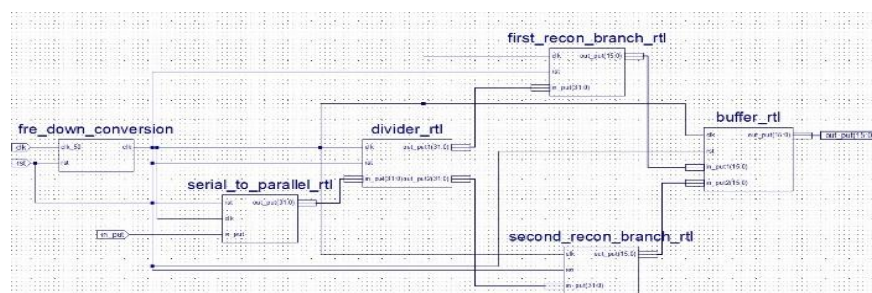 first_recon_branch_rtl
clk out_put(15:0)
rst
in_put(31:0)
fre_down_conversion
clk clk_50 clk
rst rst
divider_rtl
clk out_put1(31:0)
rst
in_put(31:0) out_put2(31:0)
buffer_rtl
clk out_put(15:0) out_put(15:0)
rst
in_put1(15:0)
in_put2(15:0)
serial_to_parallel_rtl
rst out_put(31:0)
clk
in_put in_put
second_recon_branch_rtl
clk out_put(15:0)
rst
in_put(31:0)